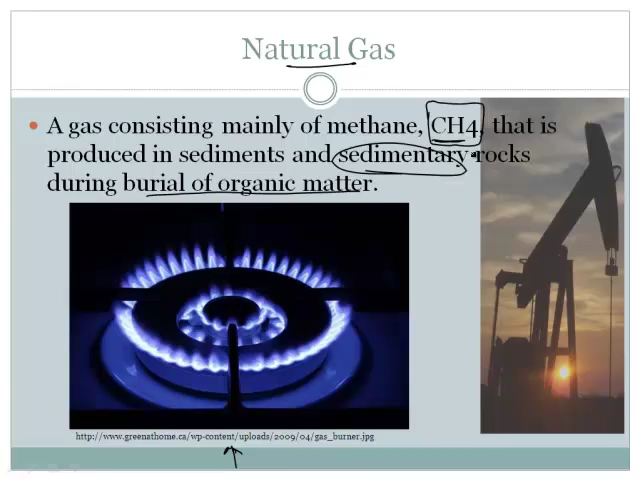 Natural Gas
• A gas consisting mainly of methane, CH4, that is
produced in sediments and sedimentary rocks
during burial of organic matter.
http://www.greenathome.ca/wp-content/uploads/2009/04/gas_burner.jpg